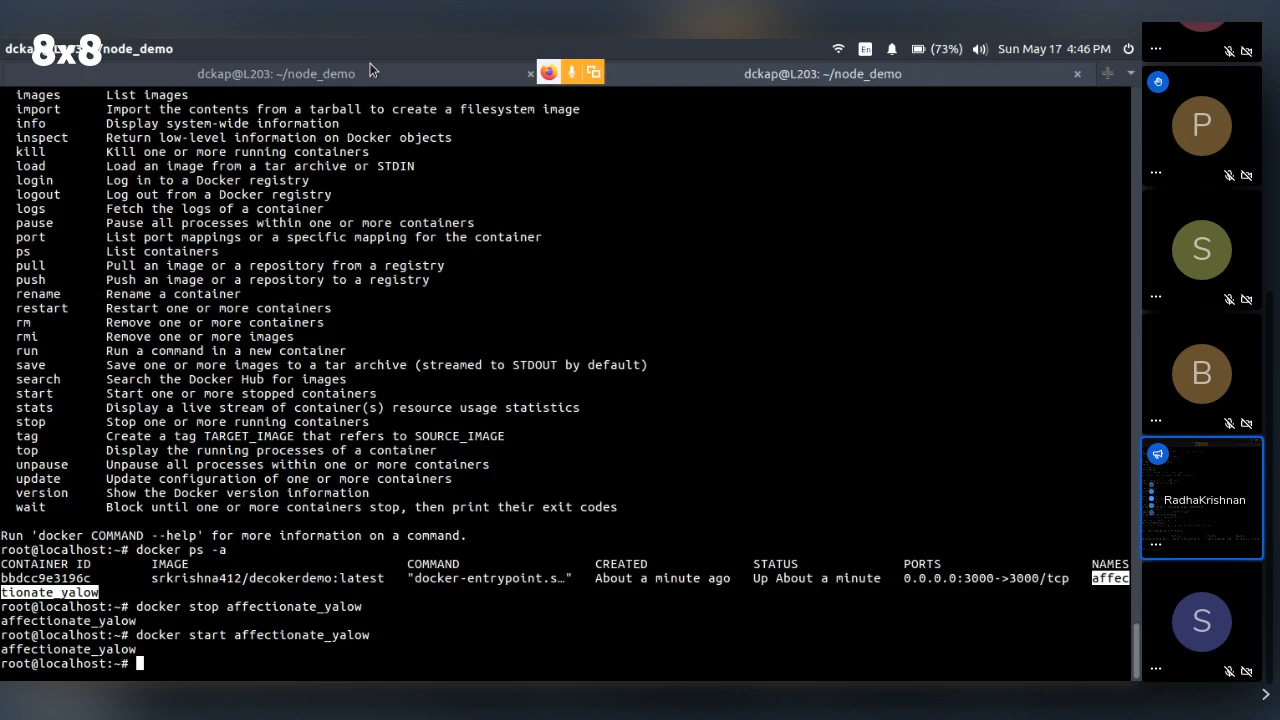 dcka
/node_demo
8x8
En
(73%)
Sun May 17 4:46 PM
dckap@L203: ~/node_demo
×
dckap@L203: ~/node_demo
×
images List images
import Import the contents from a tarball to create a filesystem image
info Display system-wide information
inspect Return low-level information on Docker objects
kill Kill one or more running containers
load Load an image from a tar archive or STDIN
login Log in to a Docker registry
logout Log out from a Docker registry
logs Fetch the logs of a container
pause Pause all processes within one or more containers
port List port mappings or a specific mapping for the container
ps List containers
pull Pull an image or a repository from a registry
push Push an image or a repository to a registry
rename Rename a container
restart Restart one or more containers
rm Remove one or more containers
rmi Remove one or more images
run Run a command in a new container
save Save one or more images to a tar archive (streamed to STDOUT by default)
search Search the Docker Hub for images
start Start one or more stopped containers
stats Display a live stream of container(s) resource usage statistics
stop Stop one or more running containers
tag Create a tag TARGET_IMAGE that refers to SOURCE_IMAGE
top Display the running processes of a container
unpause Unpause all processes within one or more containers
update Update configuration of one or more containers
version Show the Docker version information
wait Block until one or more containers stop, then print their exit codes
Run 'docker COMMAND --help' for more information on a command.
root@localhost:~# docker ps -a
CONTAINER ID IMAGE COMMAND CREATED STATUS PORTS NAMES
bbdcc9e3196c srkrishna412/decokerdemo:latest "docker-entrypoint.s…" About a minute ago Up About a minute 0.0.0.0:3000->3000/tcp affec
tionate_yalow
root@localhost:~# docker stop affectionate_yalow
affectionate_yalow
root@localhost:~# docker start affectionate_yalow
affectionate_yalow
root@localhost:~#
P
S
B
RadhaKrishnan
S